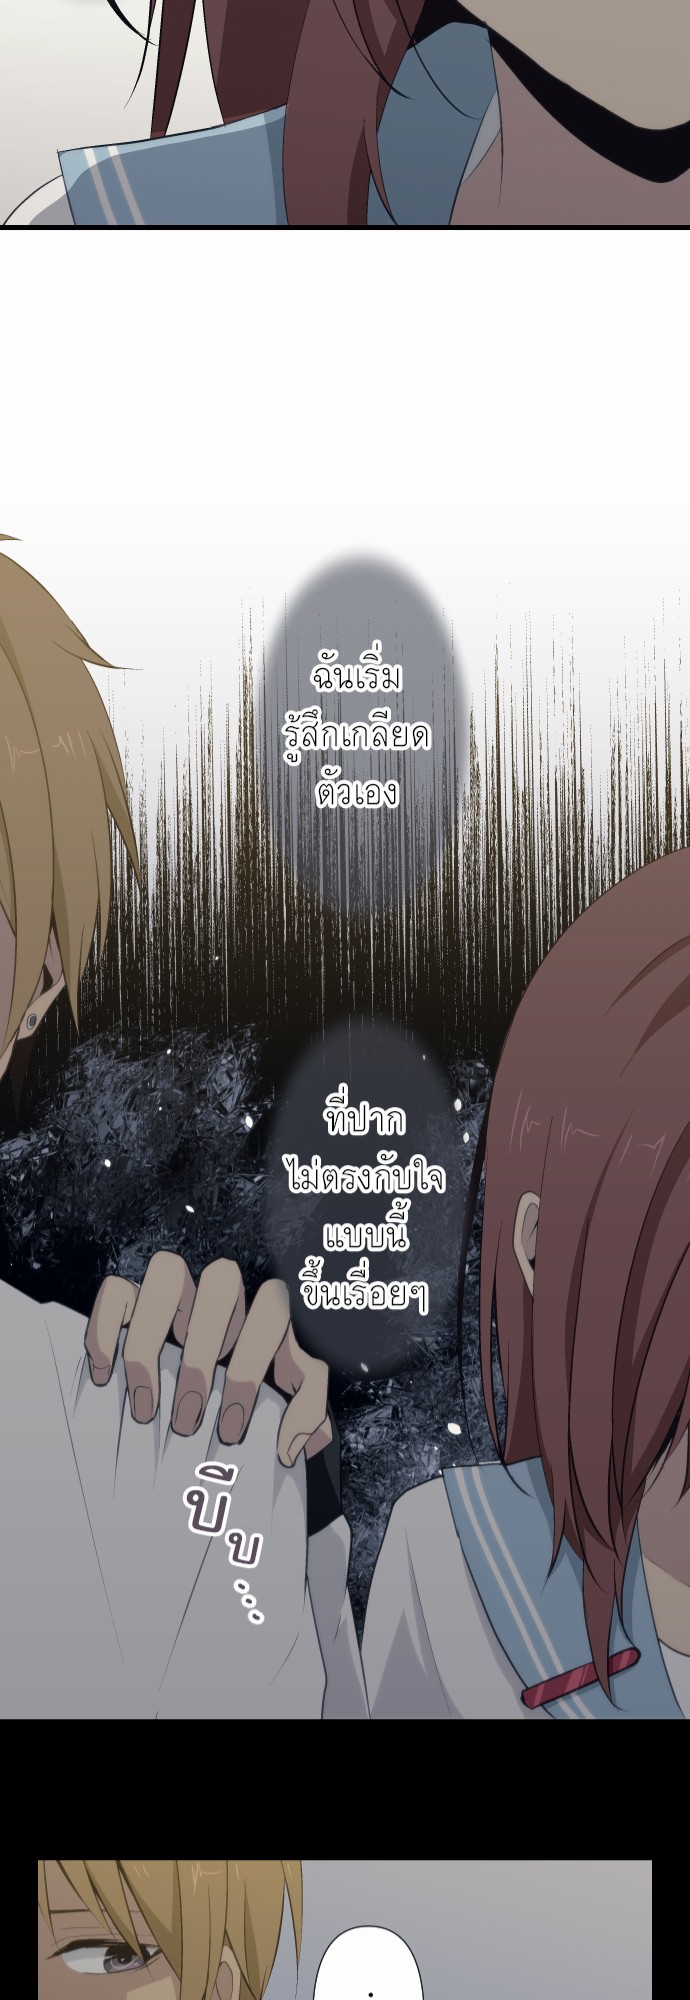 ฉันเริ่ม
รู้สึกเกลียด
ตัวเอง
ที่ปาก
ไม่ตรงกับใจ
แบบนี้
ขึ้นเรื่อยๆ
บีบ...